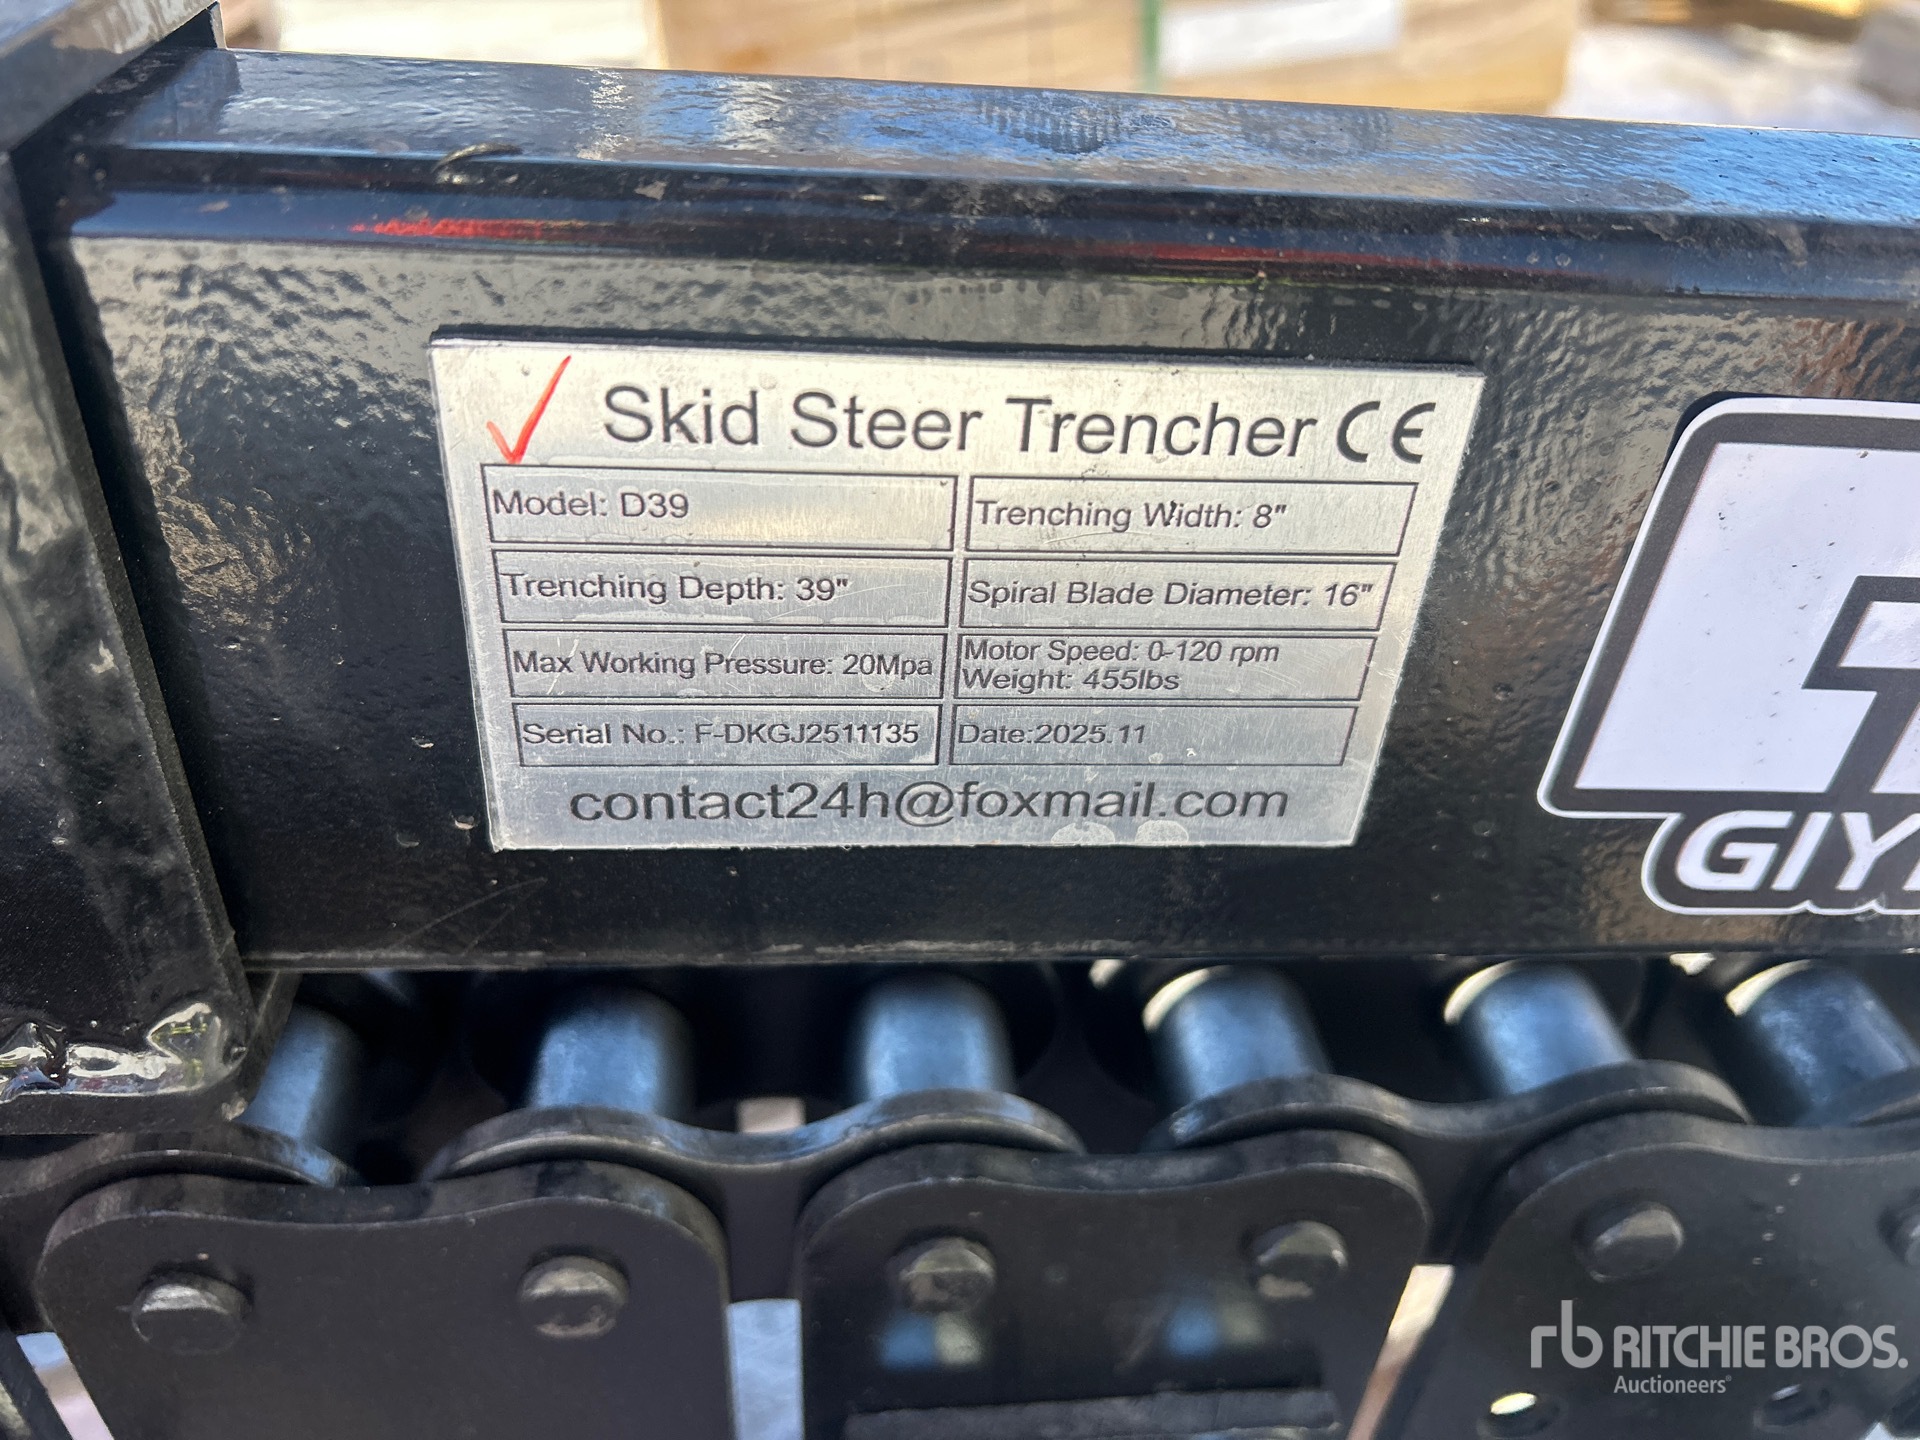 Skid Steer Trencher CE
Model: D39
Trenching Width: 8"
Trenching Depth: 39"
Spiral Blade Diameter: 16"
Max Working Pressure: 20Mpa
Motor Speed: 0-120 rpm
Weight: 455lbs
Serial No.: F-DKGJ2511135
Date:2025.11
contact24h@foxmail.com
rb RITCHIE BROS.
Auctioneers